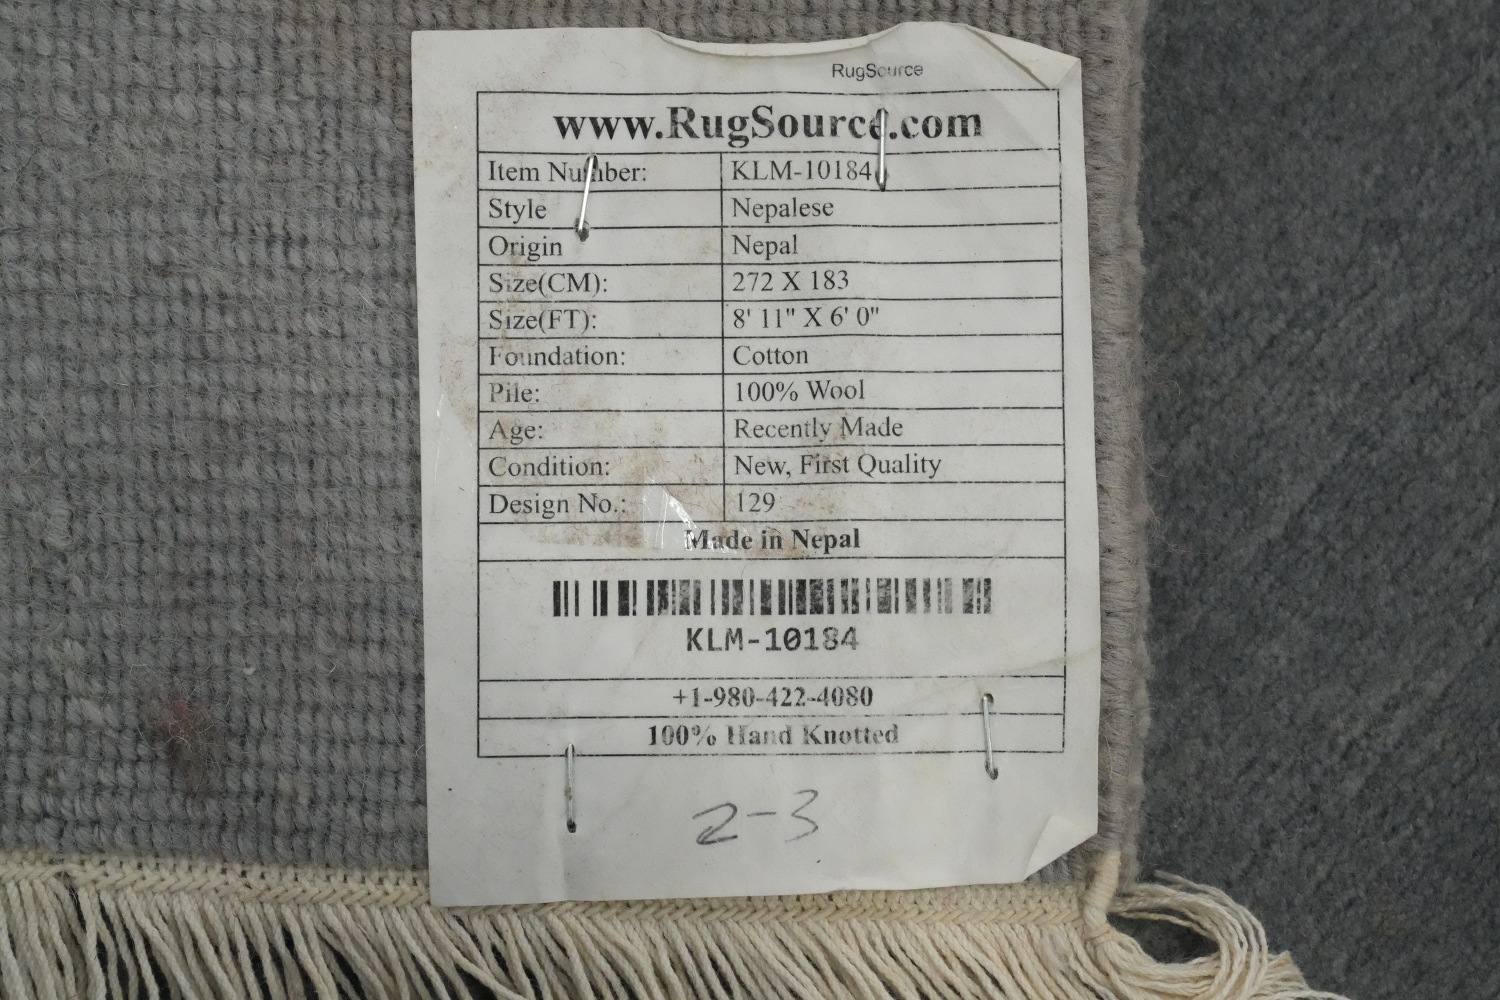 RugSource
www.RugSource.com
Item Number: KLM-10184
Style Nepalese
Origin Nepal
Size(CM): 272 X 183
Size(FT): 8' 11" X 6' 0"
Foundation: Cotton
Pile: 100% Wool
Age: Recently Made
Condition: New, First Quality
Design No.: 129
Made in Nepal
KLM-10184
+1-980-422-4080
100% Hand Knotted
2-3